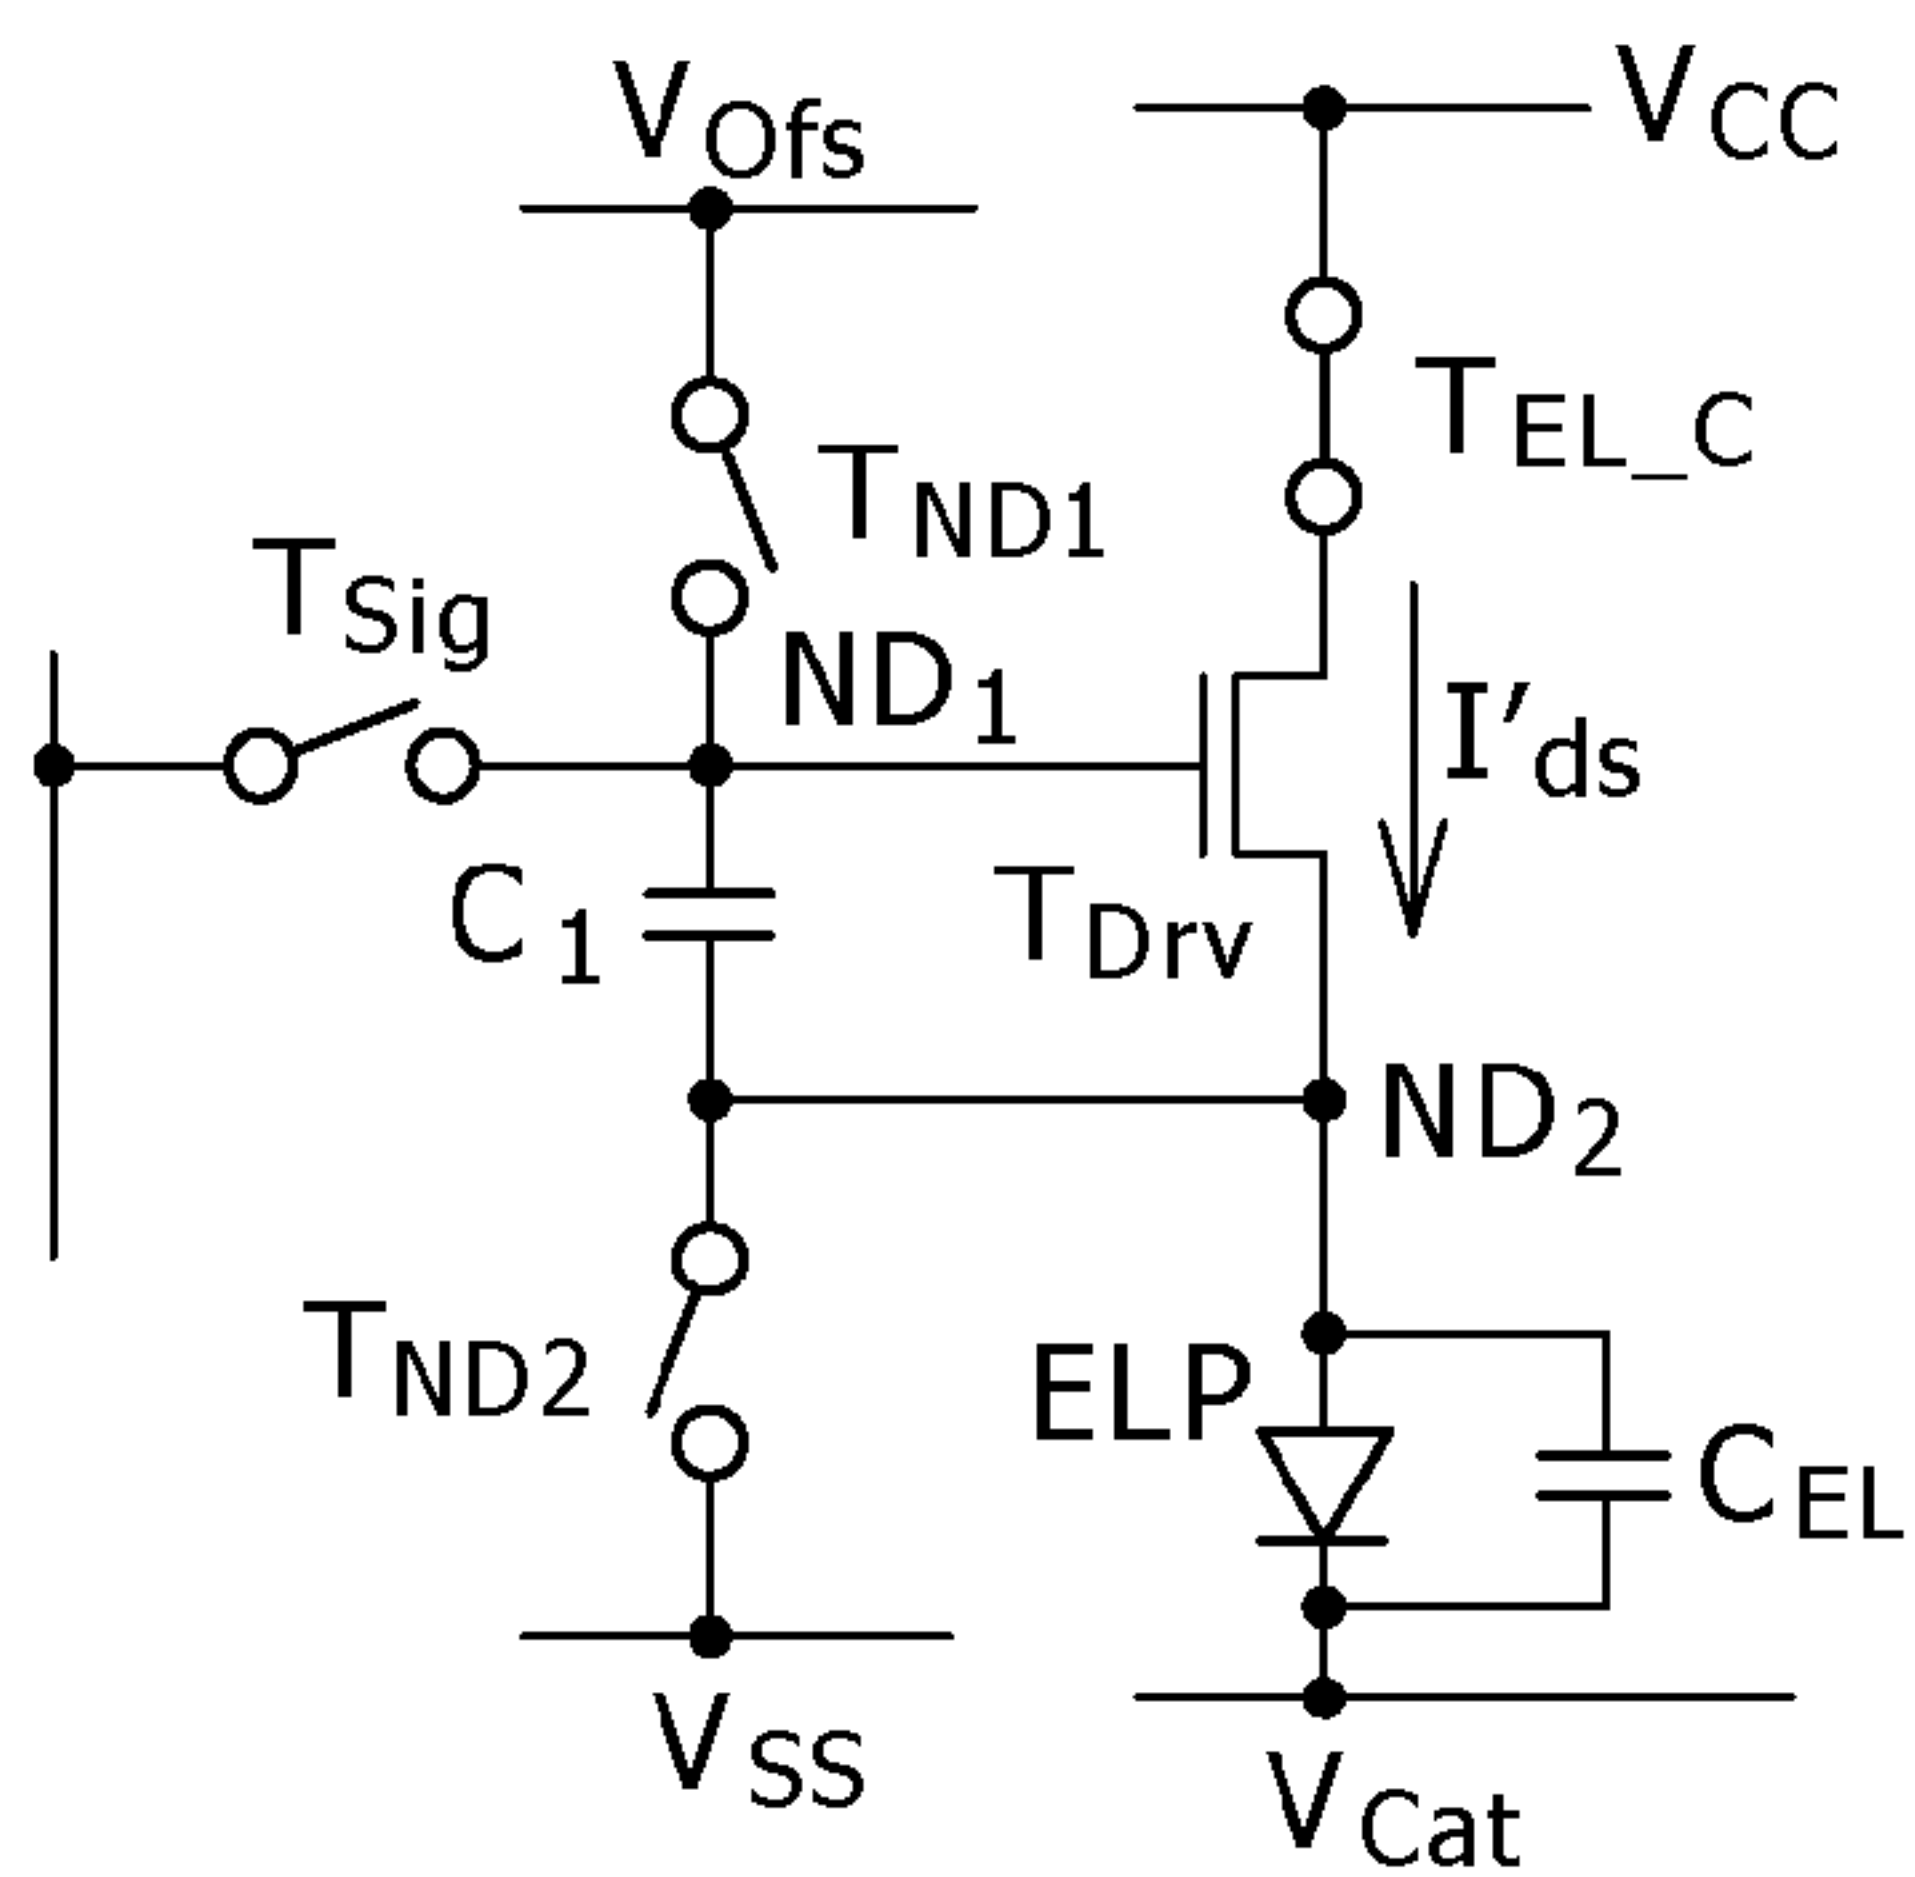 VOfs
VCC
TEL_C
TND1
TSig
ND1
I'ds
C1
TDrv
ND2
TND2
ELP
CEL
VSS
VCat